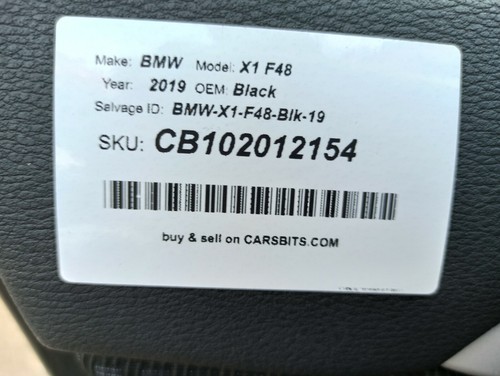 Make: BMW Model: X1 F48
Year: 2019 OEM: Black
Salvage ID: BMW-X1-F48-Blk-19
SKU: CB102012154
buy & sell on CARSBITS.COM